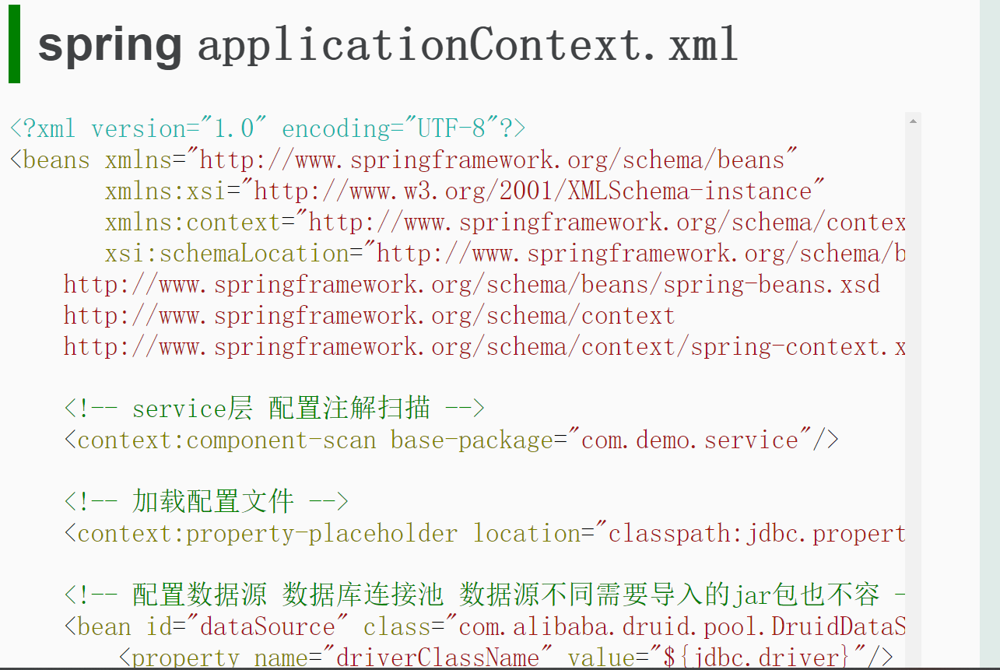 spring applicationContext.xml
<?xml version="1.0" encoding="UTF-8"?>
<beans xmlns="http://www.springframework.org/schema/beans"
xmlns:xsi="http://www.w3.org/2001/XMLSchema-instance"
xmlns:context="http://www.springframework.org/schema/contex
xsi:schemaLocation="http://www.springframework.org/schema/b
http://www.springframework.org/schema/beans/spring-beans.xsd
http://www.springframework.org/schema/context
http://www.springframework.org/schema/context/spring-context.x
<!-- service层 配置注解扫描 -->
<context:component-scan base-package="com.demo.service"/>
<!-- 加载配置文件 -->
<context:property-placeholder location="classpath:jdbc.propert
<!-- 配置数据源 数据库连接池 数据源不同需要导入的jar包也不容 -
<bean id="dataSource" class="com.alibaba.druid.pool.DruidDataS
<property name="driverClassName" value="${jdbc.driver}"/>